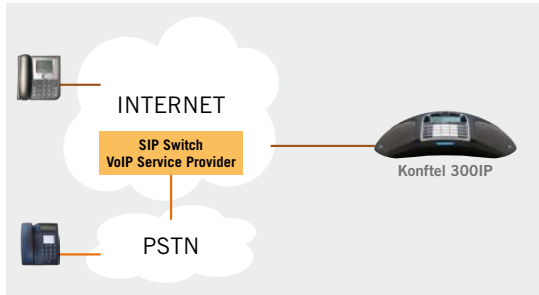 INTERNET
SIP Switch
VoIP Service Provider
Konftel 300IP
PSTN